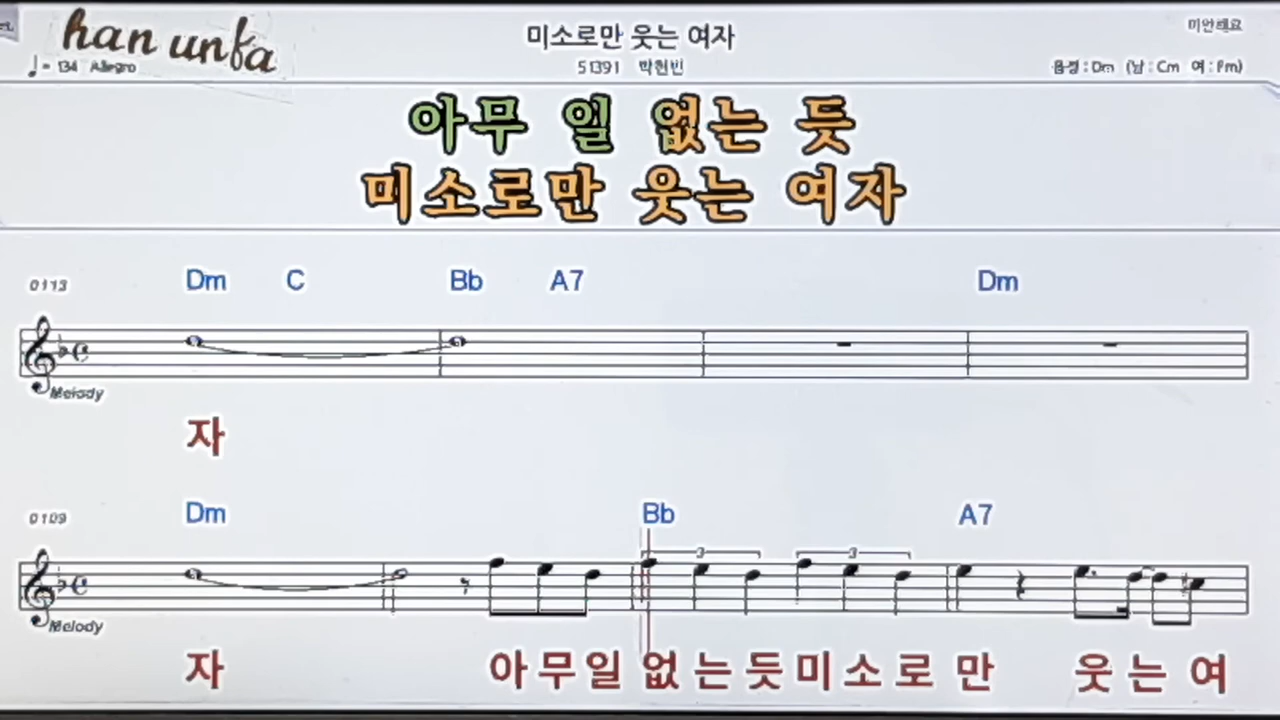 han unfa
미소로만 웃는 여자
미안해요
♩= 134 Allegro
51391 박현빈
음정 : Dm (남 : Cm 여 : Fm)
아무 일 없는 듯
미소로만 웃는 여자
0113
Dm C Bb A7 Dm
Melody
자
0109
Dm Bb A7
3 3
Melody
자 아무일 없는듯미소로 만 웃는여